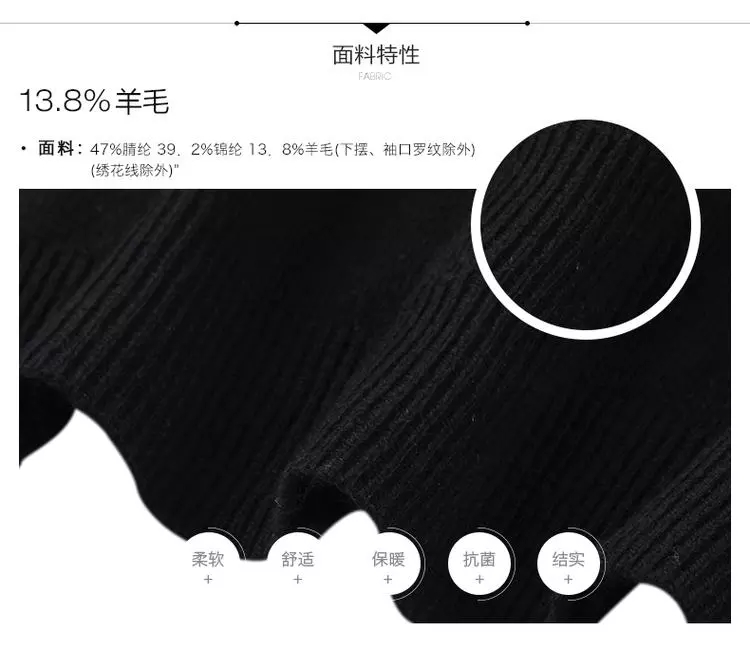 面料特性
FABRIC
13.8%羊毛
• 面料: 47%腈纶 39. 2%锦纶 13. 8%羊毛(下摆、袖口罗纹除外)
(绣花线除外)"
柔软 舒适 保暖 抗菌 结实
+ + + + +